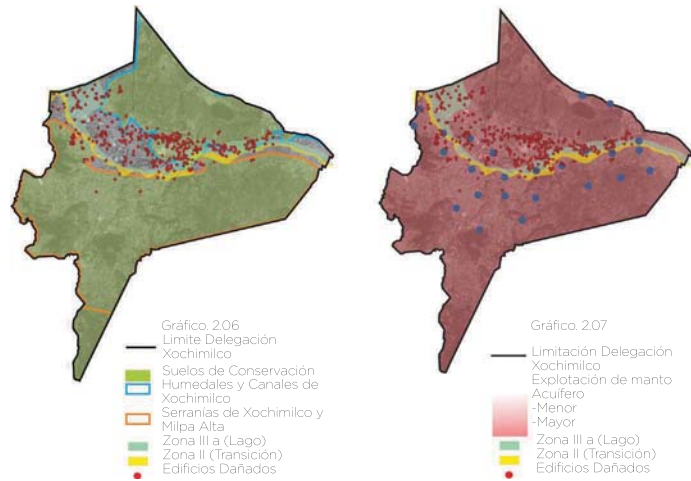 Gráfico. 2.06
Limite Delegación
Xochimilco
Suelos de Conservación
Humedales y Canales de
Xochimilco
Serranías de Xochimilco y
Milpa Alta
Zona III a (Lago)
Zona II (Transición)
Edificios Dañados
Gráfico. 2.07
Limitación Delegación
Xochimilco
Explotación de manto
Acuífero
-Menor
-Mayor
Zona III a (Lago)
Zona II (Transición)
Edificios Dañados